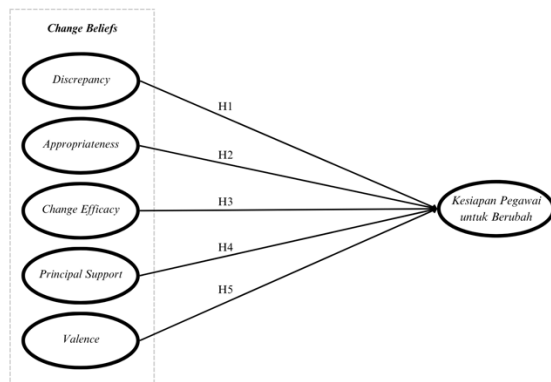 Change Beliefs
Discrepancy
H1
Appropriateness
H2
Change Efficacy
H3
Kesiapan Pegawai
untuk Berubah
Principal Support
H4
Valence
H5